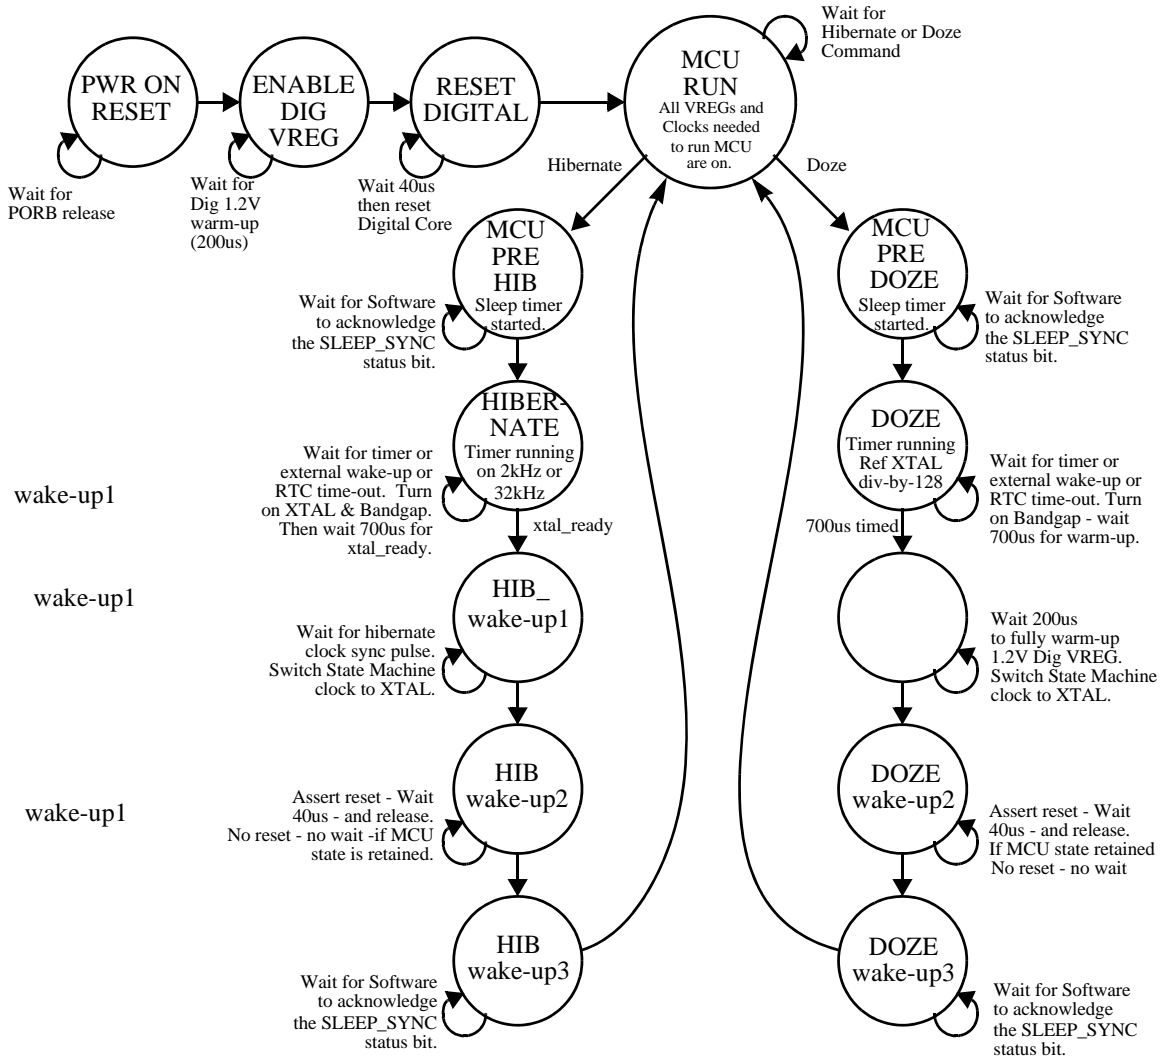 Wait for
Hibernate or Doze
Command
PWR ON
RESET
ENABLE
DIG
VREG
RESET
DIGITAL
MCU
RUN
All VREGs and
Clocks needed
to run MCU
are on.
Wait for
PORB release
Wait for
Dig 1.2V
warm-up
(200us)
Wait 40us
then reset
Digital Core
Hibernate
Doze
MCU
PRE
HIB
Sleep timer
started.
Wait for Software
to acknowledge
the SLEEP_SYNC
status bit.
MCU
PRE
DOZE
Sleep timer
started.
Wait for Software
to acknowledge
the SLEEP_SYNC
status bit.
HIBER-
NATE
Timer running
on 2kHz or
32kHz
Wait for timer or
external wake-up or
RTC time-out. Turn
on XTAL & Bandgap.
Then wait 700us for
xtal_ready.
xtal_ready
DOZE
Timer running
Ref XTAL
div-by-128
Wait for timer or
external wake-up or
RTC time-out. Turn
on Bandgap - wait
700us for warm-up.
700us timed
wake-up1
wake-up1
HIB_
wake-up1
Wait for hibernate
clock sync pulse.
Switch State Machine
clock to XTAL.
Wait 200us
to fully warm-up
1.2V Dig VREG.
Switch State Machine
clock to XTAL.
wake-up1
HIB
wake-up2
Assert reset - Wait
40us - and release.
No reset - no wait -if MCU
state is retained.
DOZE
wake-up2
Assert reset - Wait
40us - and release.
If MCU state retained
No reset - no wait
HIB
wake-up3
Wait for Software
to acknowledge
the SLEEP_SYNC
status bit.
DOZE
wake-up3
Wait for Software
to acknowledge
the SLEEP_SYNC
status bit.